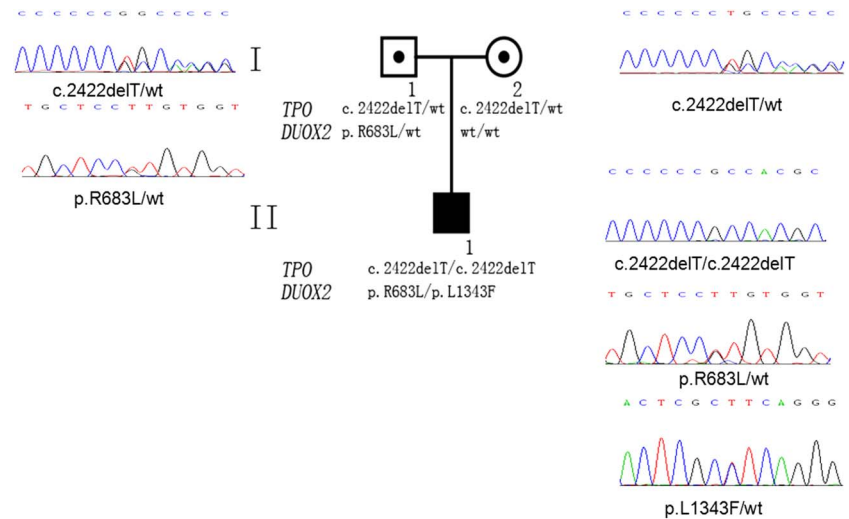 C C C C C C G G C C C C C
c.2422delT/wt
T G C T C C T T G T G G T
p.R683L/wt
I
1
2
TPO c.2422delT/wt c.2422delT/wt
DUOX2 p.R683L/wt wt/wt
C C C C C C T G C C C C C
c.2422delT/wt
II
1
TPO c.2422delT/c.2422delT
DUOX2 p.R683L/p.L1343F
C C C C C C G C C A C G C
c.2422delT/c.2422delT
T G C T C C T T G T G G T
p.R683L/wt
A C T C G C T T C A G G G
p.L1343F/wt